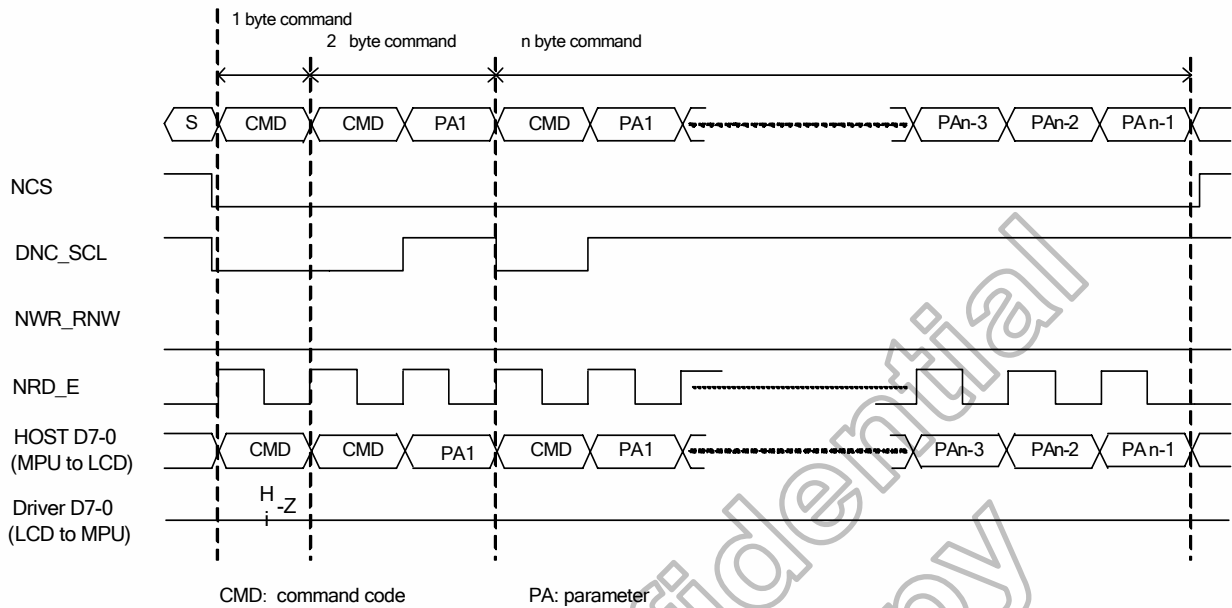 1 byte command
2 byte command n byte command
S CMD CMD PA1 CMD PA1 PAn-3 PAn-2 PA n-1
NCS
DNC_SCL
NWR_RNW
NRD_E
HOST D7-0
(MPU to LCD)
CMD CMD PA1 CMD PA1 PAn-3 PAn-2 PA n-1
Hi-Z
Driver D7-0
(LCD to MPU)
CMD: command code PA: parameter